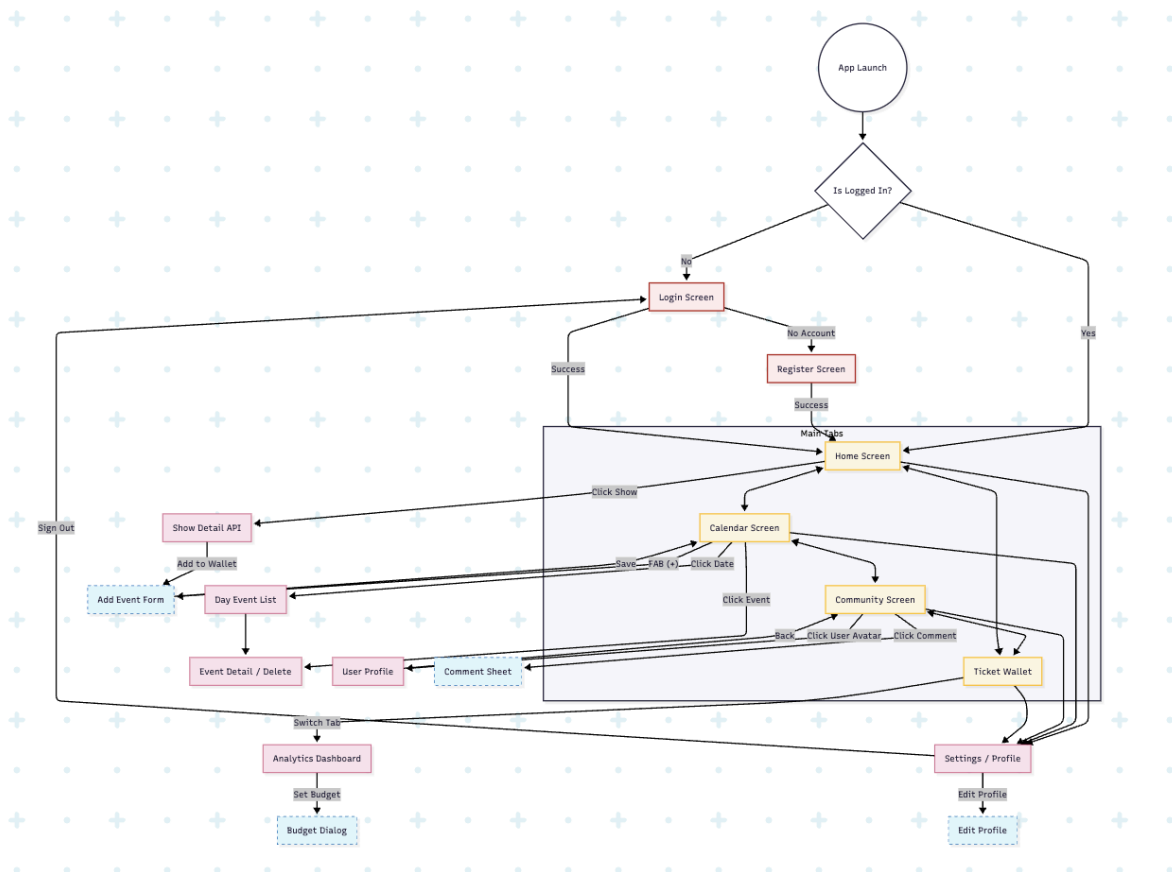 App Launch
Is Logged In?
No
Login Screen
No Account
Yes
Success
Register Screen
Success
Main Tabs
Home Screen
Click Show
Sign Out
Show Detail API
Calendar Screen
Add to Wallet
Save
FAB (+)
Click Date
Add Event Form
Day Event List
Click Event
Community Screen
Back
Click User Avatar
Click Comment
Event Detail / Delete
User Profile
Comment Sheet
Ticket Wallet
Switch Tab
Analytics Dashboard
Settings / Profile
Set Budget
Edit Profile
Budget Dialog
Edit Profile